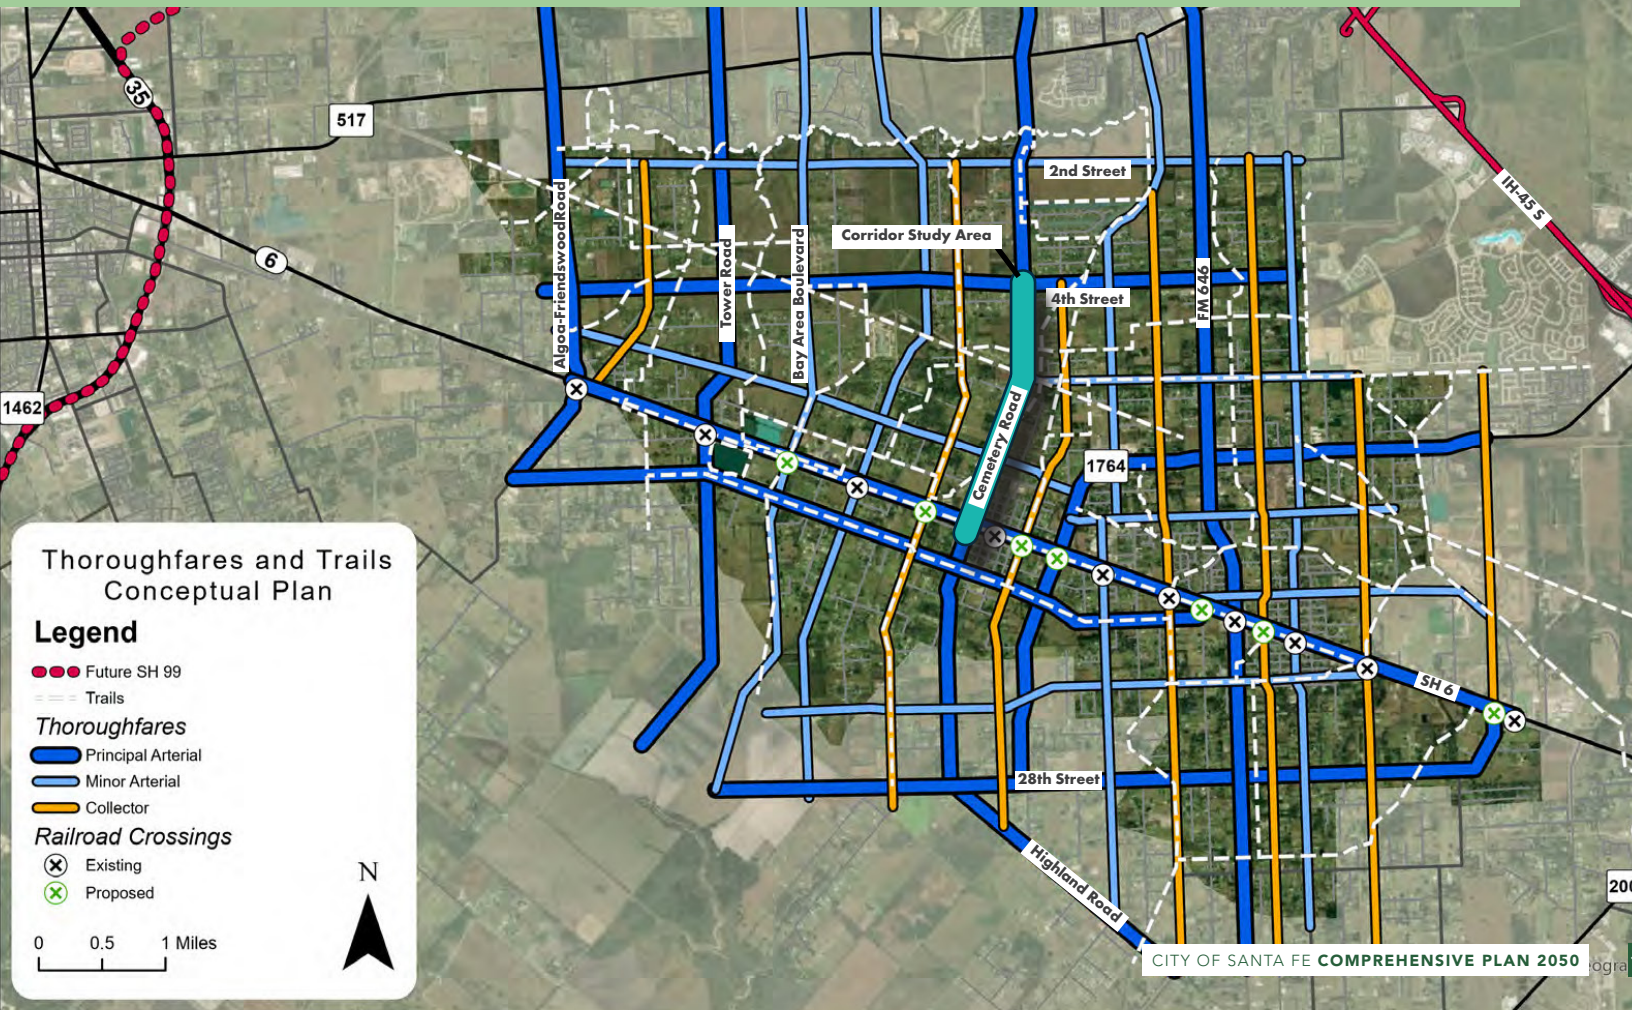 35
517
6
1462
Algoa-FriendswoodRoad
Tower Road
Bay Area Boulevard
Corridor Study Area
2nd Street
4th Street
FM 646
IH-45 S
Cemetery Road
1764
SH 6
28th Street
Highland Road
Thoroughfares and Trails
Conceptual Plan
Legend
Future SH 99
Trails
Thoroughfares
Principal Arterial
Minor Arterial
Collector
Railroad Crossings
Existing
Proposed
N
0 0.5 1 Miles
CITY OF SANTA FE COMPREHENSIVE PLAN 2050